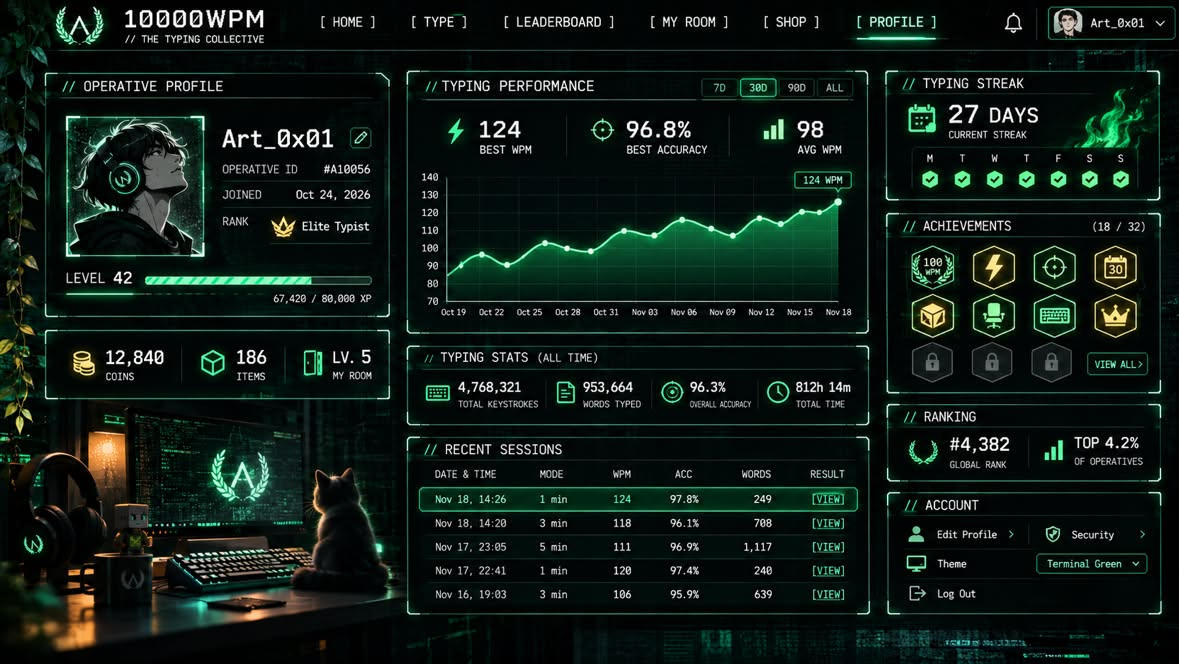 10000WPM
// THE TYPING COLLECTIVE
[ HOME ]
[ TYPE ]
[ LEADERBOARD ]
[ MY ROOM ]
[ SHOP ]
[ PROFILE ]
Art_0x01
// OPERATIVE PROFILE
Art_0x01
OPERATIVE ID #A10056
JOINED Oct 24, 2026
RANK Elite Typist
LEVEL 42
67,420 / 80,000 XP
12,840
COINS
186
ITEMS
LV. 5
MY ROOM
// TYPING PERFORMANCE
7D 30D 90D ALL
124
BEST WPM
96.8%
BEST ACCURACY
98
AVG WPM
124 WPM
140
130
120
110
100
90
80
70
Oct 19 Oct 22 Oct 25 Oct 28 Oct 31 Nov 03 Nov 06 Nov 09 Nov 12 Nov 15 Nov 18
// TYPING STATS (ALL TIME)
4,768,321
TOTAL KEYSTROKES
953,664
WORDS TYPED
96.3%
OVERALL ACCURACY
812h 14m
TOTAL TIME
// RECENT SESSIONS
DATE & TIME MODE WPM ACC WORDS RESULT
Nov 18, 14:26 1 min 124 97.8% 249 [VIEW]
Nov 18, 14:20 3 min 118 96.1% 708 [VIEW]
Nov 17, 23:05 5 min 111 96.9% 1,117 [VIEW]
Nov 17, 22:41 1 min 120 97.4% 240 [VIEW]
Nov 16, 19:03 3 min 106 95.9% 639 [VIEW]
// TYPING STREAK
27 DAYS
CURRENT STREAK
M T W T F S S
// ACHIEVEMENTS (18 / 32)
100
WPM
30
VIEW ALL >
// RANKING
#4,382
GLOBAL RANK
TOP 4.2%
OF OPERATIVES
// ACCOUNT
Edit Profile >
Security >
Theme
Terminal Green
Log Out